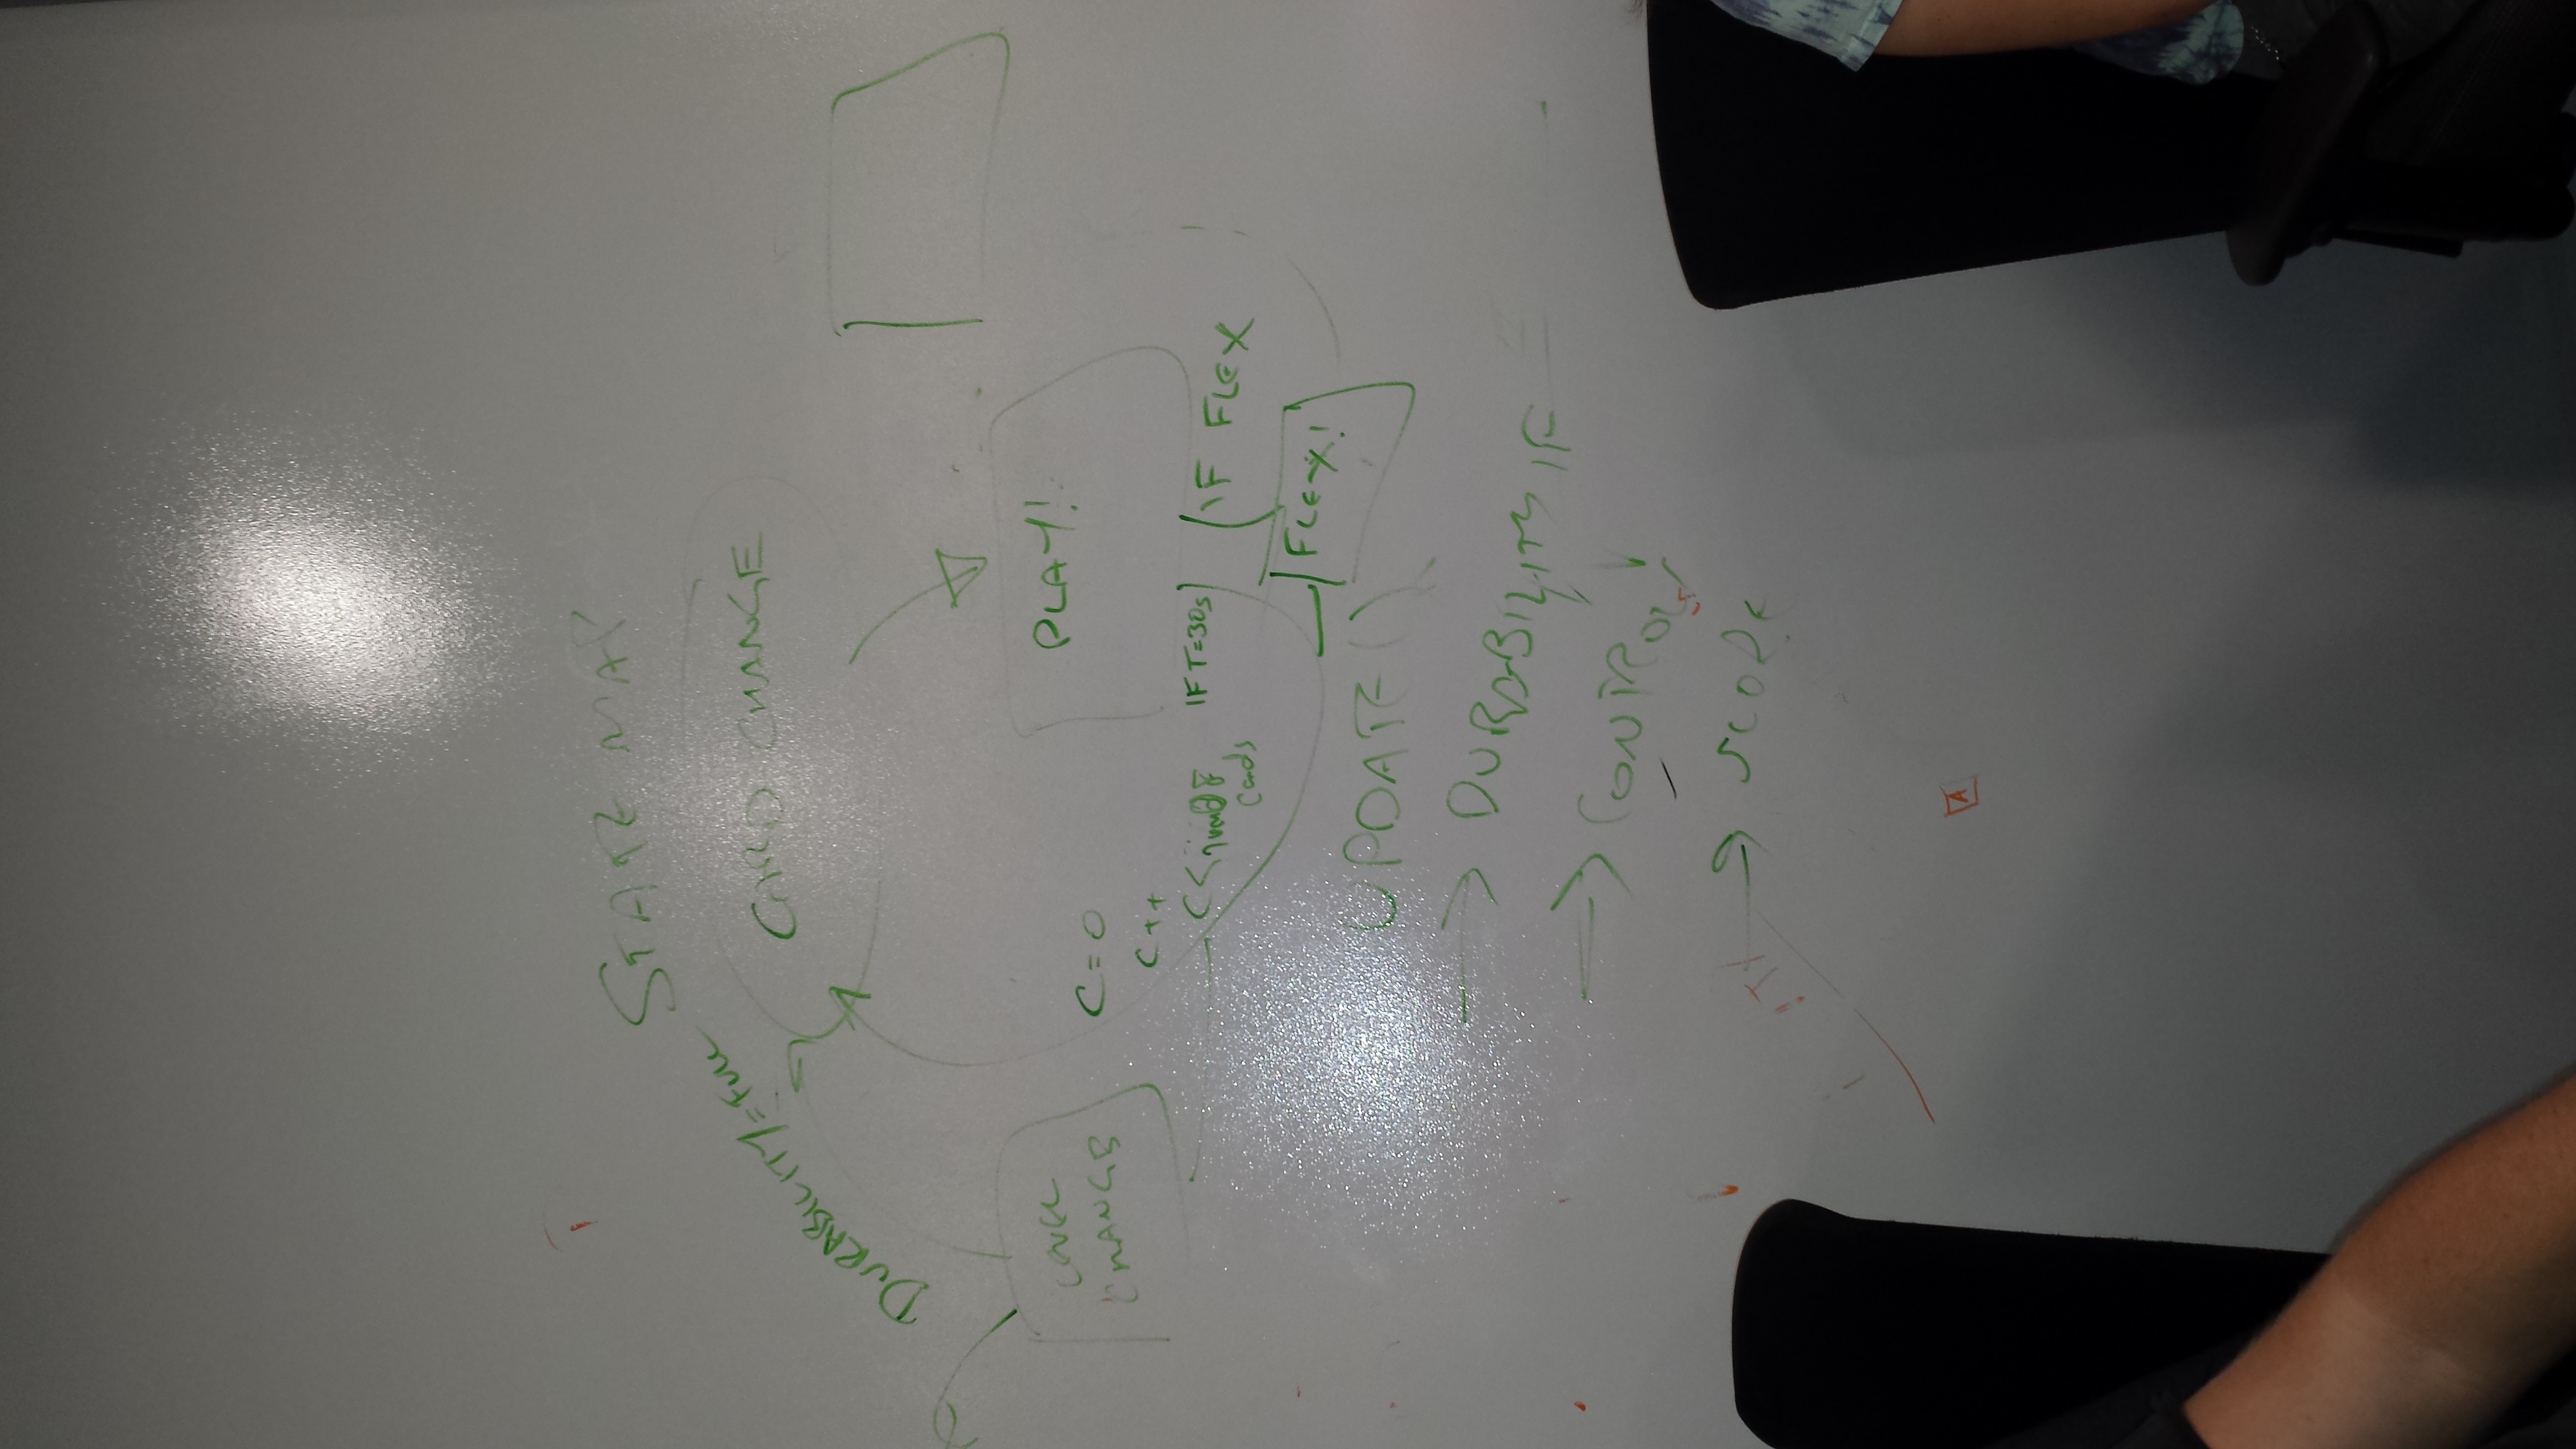 STATE MAP
DURABILITY=FULL
CARD CHANGE
LEVEL
CHANGE
PLAY!
C=0
C++
C<numOF
cards
IF T=30s
IF FLEX
FLEX!
UPDATE()
DURABILITY IF
CONTROLS
SCORE
A